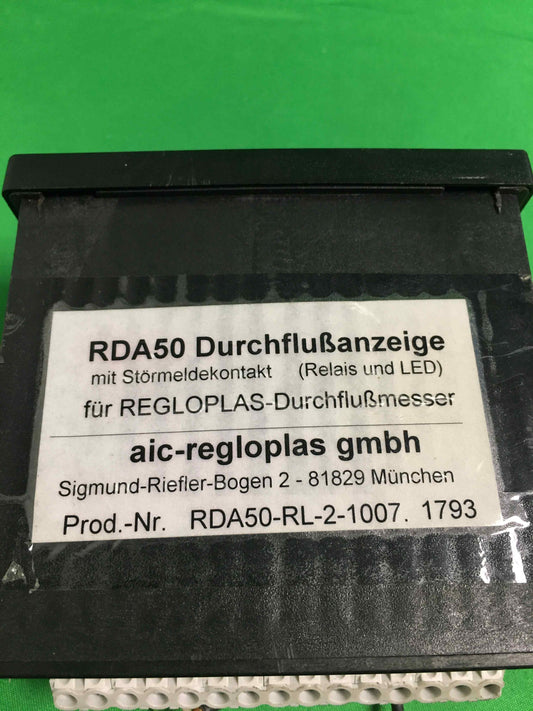 RDA50 Durchflußanzeige
mit Störmeldekontakt (Relais und LED)
für REGLOPLAS-Durchflußmesser
aic-regloplas gmbh
Sigmund-Riefler-Bogen 2 - 81829 München
Prod.-Nr. RDA50-RL-2-1007. 1793